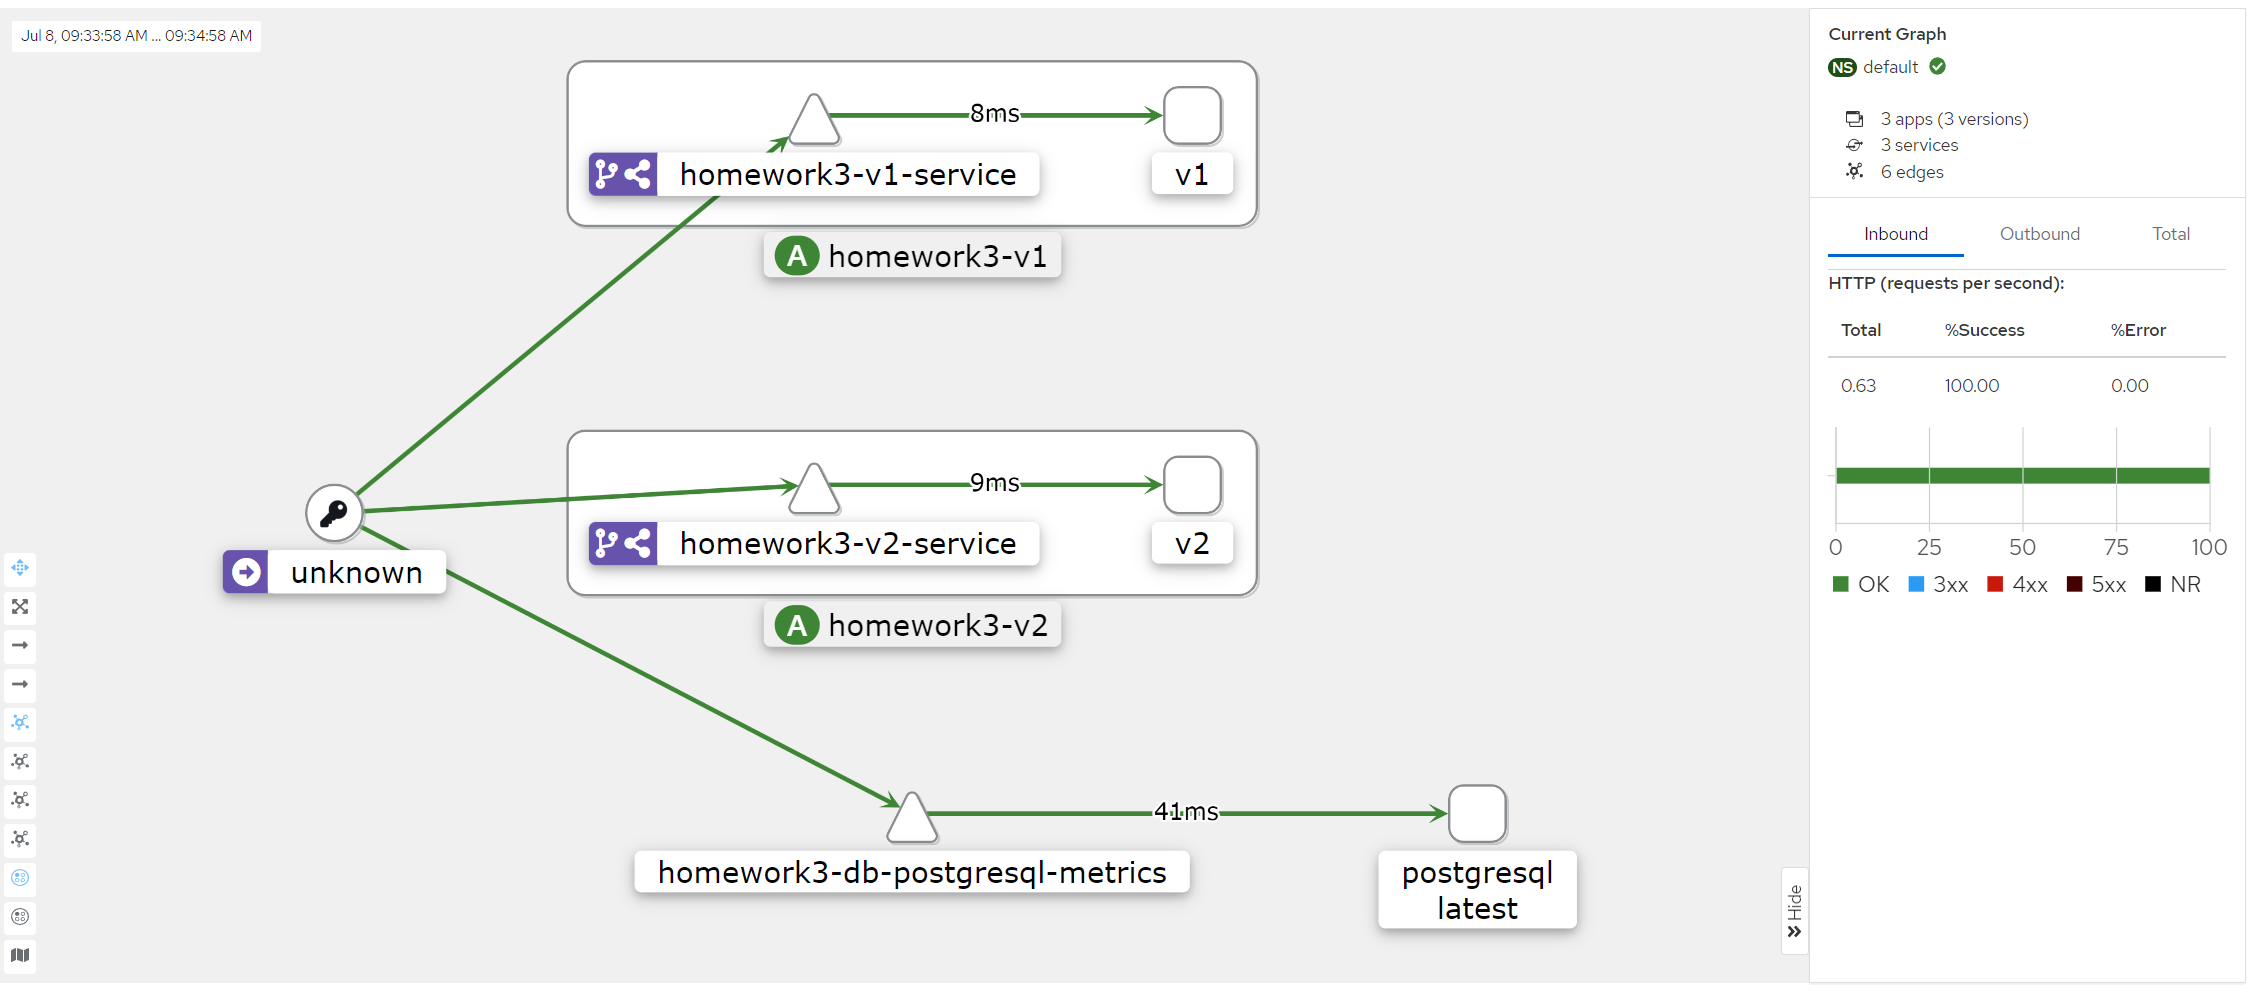 Jul 8, 09:33:58 AM ... 09:34:58 AM
8ms
homework3-v1-service
v1
A homework3-v1
9ms
homework3-v2-service
v2
A homework3-v2
unknown
41ms
homework3-db-postgresql-metrics
postgresql
latest
Hide
Current Graph
NS default
3 apps (3 versions)
3 services
6 edges
Inbound Outbound Total
HTTP (requests per second):
Total %Success %Error
0.63 100.00 0.00
0 25 50 75 100
OK 3xx 4xx 5xx NR